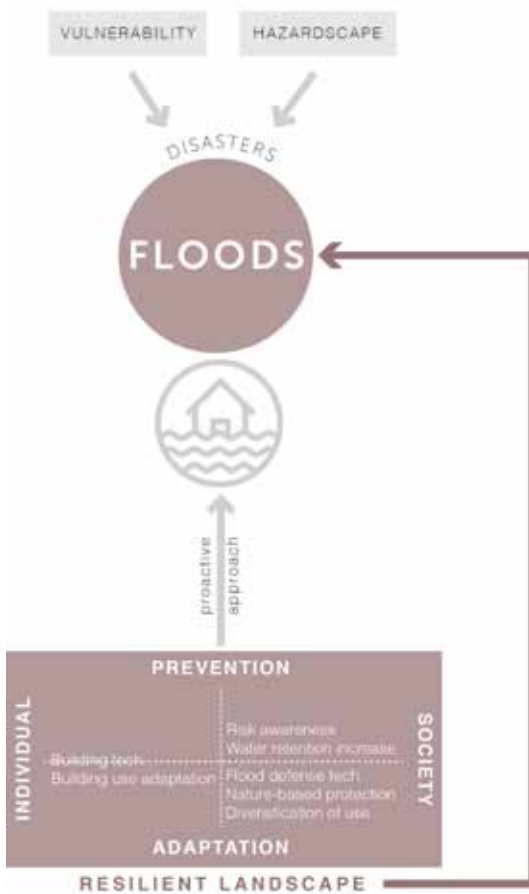 VULNERABILITY
HAZARDSCAPE
DISASTERS
FLOODS
proactive
approach
PREVENTION
INDIVIDUAL
SOCIETY
Risk awareness
Water retention increase
Building tech
Building use adaptation
Flood defense tech
Nature-based protection
Diversification of use
ADAPTATION
RESILIENT LANDSCAPE